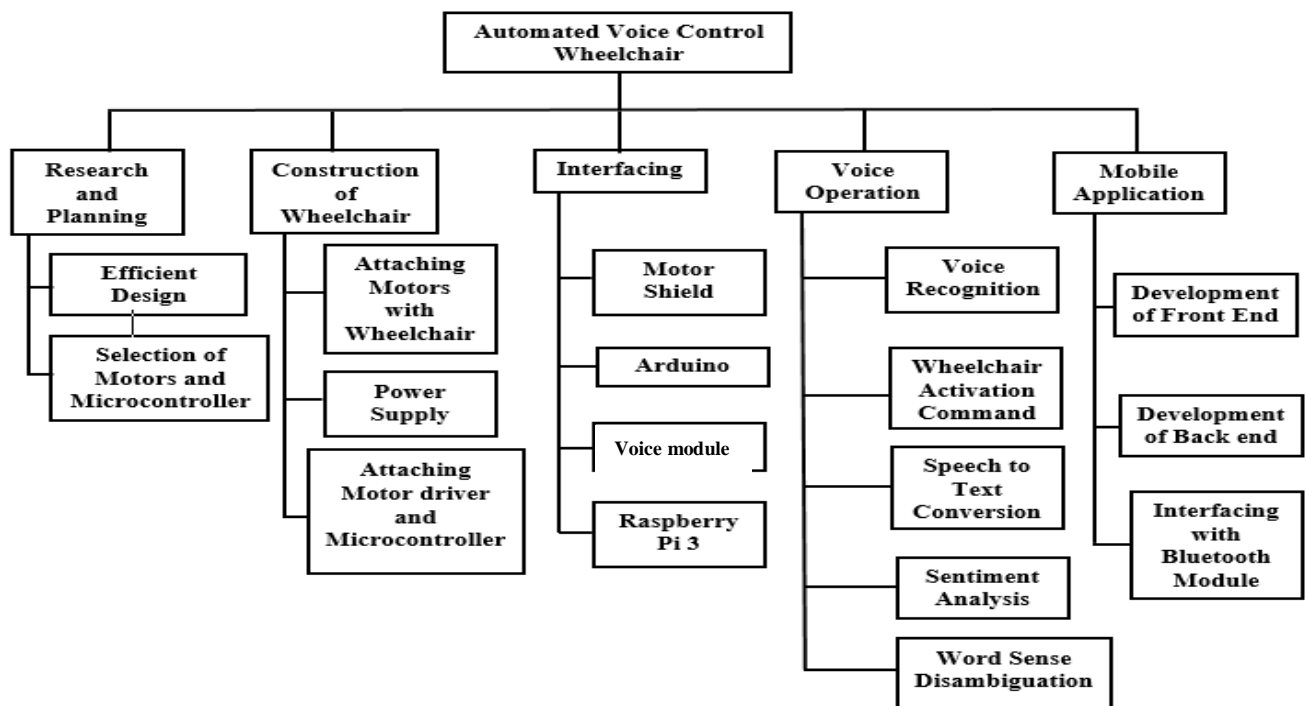 Automated Voice Control
Wheelchair
Research
and
Planning
Efficient
Design
Selection of
Motors and
Microcontroller
Construction
of
Wheelchair
Attaching
Motors
with
Wheelchair
Power
Supply
Attaching
Motor driver
and
Microcontroller
Interfacing
Motor
Shield
Arduino
Voice module
Raspberry
Pi 3
Voice
Operation
Voice
Recognition
Wheelchair
Activation
Command
Speech to
Text
Conversion
Sentiment
Analysis
Word Sense
Disambiguation
Mobile
Application
Development
of Front End
Development
of Back end
Interfacing
with
Bluetooth
Module